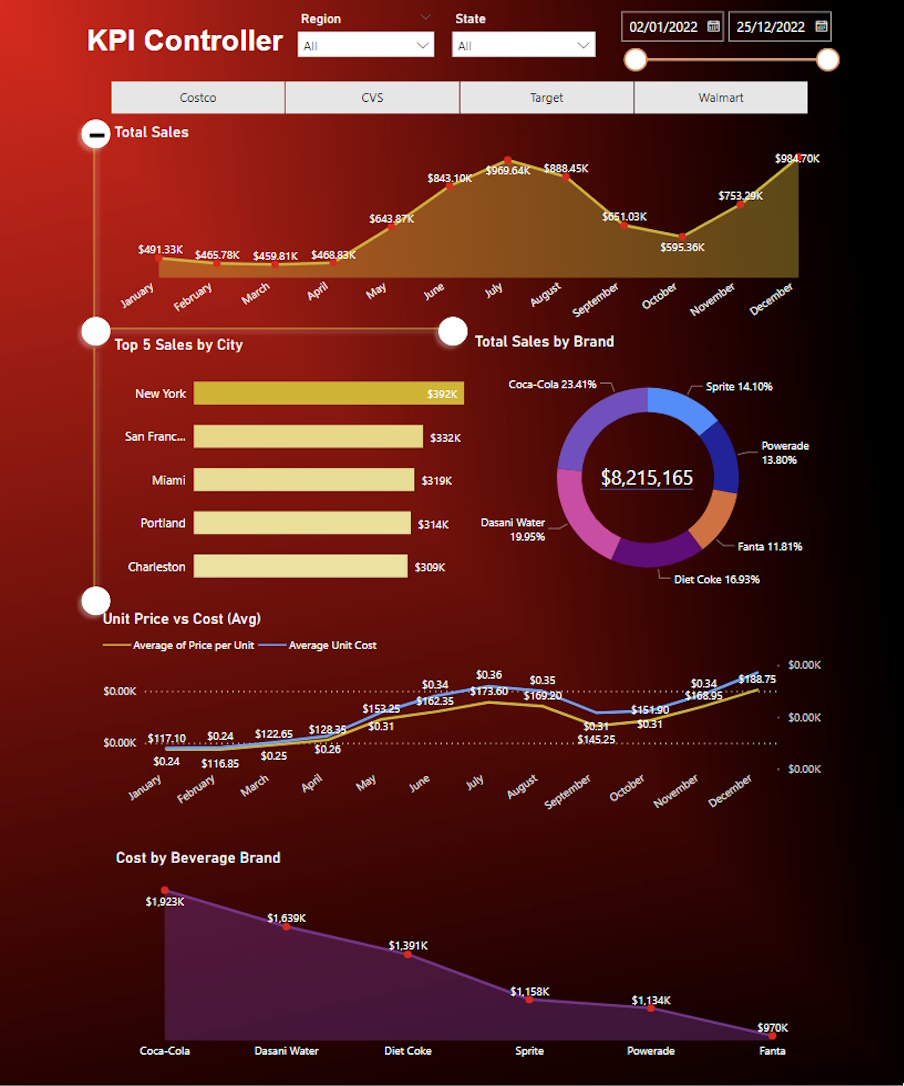 KPI Controller
Region
State
All
All
02/01/2022
25/12/2022
Costco
CVS
Target
Walmart
Total Sales
$491.33K
$465.78K
$459.81K
$468.83K
$643.87K
$843.10K
$969.64K
$888.45K
$651.03K
$595.36K
$753.29K
$984.70K
January
February
March
April
May
June
July
August
September
October
November
December
Top 5 Sales by City
New York
$392K
San Franc...
$332K
Miami
$319K
Portland
$314K
Charleston
$309K
Total Sales by Brand
Coca-Cola 23.41%
Sprite 14.10%
Powerade
13.80%
$8,215,165
Dasani Water
19.95%
Fanta 11.81%
Diet Coke 16.93%
Unit Price vs Cost (Avg)
Average of Price per Unit
Average Unit Cost
$0.00K
$0.00K
$0.00K
$0.00K
$0.00K
$117.10
$0.24
$122.65
$128.35
$153.25
$0.34
$162.35
$0.36
$173.60
$0.35
$169.20
$0.31
$145.25
$151.90
$0.31
$0.34
$168.95
$188.75
$0.24
$116.85
$0.25
$0.26
$0.31
January
February
March
April
May
June
July
August
September
October
November
December
Cost by Beverage Brand
$1,923K
$1,639K
$1,391K
$1,158K
$1,134K
$970K
Coca-Cola
Dasani Water
Diet Coke
Sprite
Powerade
Fanta